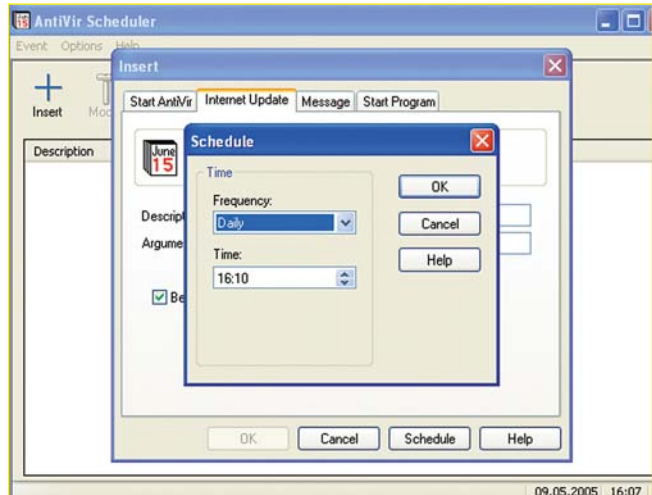 AntiVir Scheduler
Event Options Help
Insert
Insert
Start AntiVir Internet Update Message Start Program
Description
June
15
Schedule
Time
Frequency:
Daily
Time:
16:10
OK
Cancel
Help
OK Cancel Schedule Help
09.05.2005 16:07